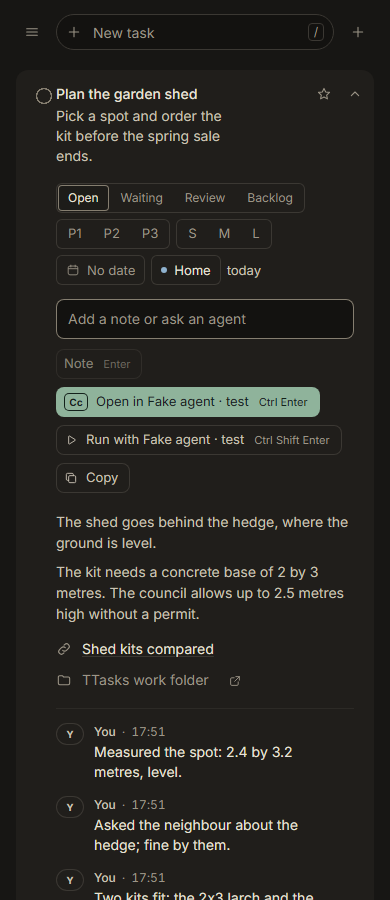 New task
/
Plan the garden shed
Pick a spot and order the
kit before the spring sale
ends.
Open Waiting Review Backlog
P1 P2 P3 S M L
No date Home today
Add a note or ask an agent
Note Enter
Cc Open in Fake agent · test Ctrl Enter
Run with Fake agent · test Ctrl Shift Enter
Copy
The shed goes behind the hedge, where the
ground is level.
The kit needs a concrete base of 2 by 3
metres. The council allows up to 2.5 metres
high without a permit.
Shed kits compared
TTasks work folder
Y You · 17:51
Measured the spot: 2.4 by 3.2
metres, level.
Y You · 17:51
Asked the neighbour about the
hedge; fine by them.
Y You · 17:51
Two kits fit: the 2x3 larch and the